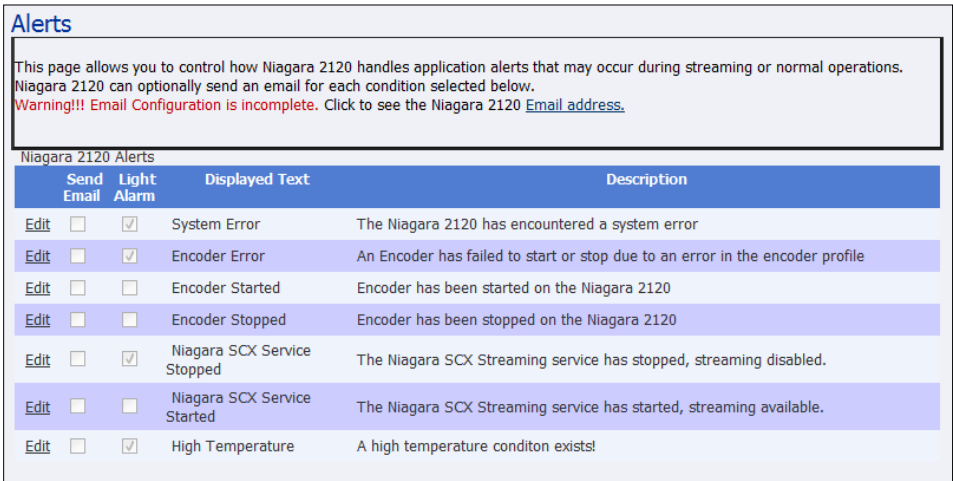 Alerts
This page allows you to control how Niagara 2120 handles application alerts that may occur during streaming or normal operations.
Niagara 2120 can optionally send an email for each condition selected below.
Warning!!! Email Configuration is incomplete. Click to see the Niagara 2120 Email address.
Niagara 2120 Alerts
Send Email Light Alarm Displayed Text Description
Edit System Error The Niagara 2120 has encountered a system error
Edit Encoder Error An Encoder has failed to start or stop due to an error in the encoder profile
Edit Encoder Started Encoder has been started on the Niagara 2120
Edit Encoder Stopped Encoder has been stopped on the Niagara 2120
Edit Niagara SCX Service Stopped The Niagara SCX Streaming service has stopped, streaming disabled.
Edit Niagara SCX Service Started The Niagara SCX Streaming service has started, streaming available.
Edit High Temperature A high temperature conditon exists!